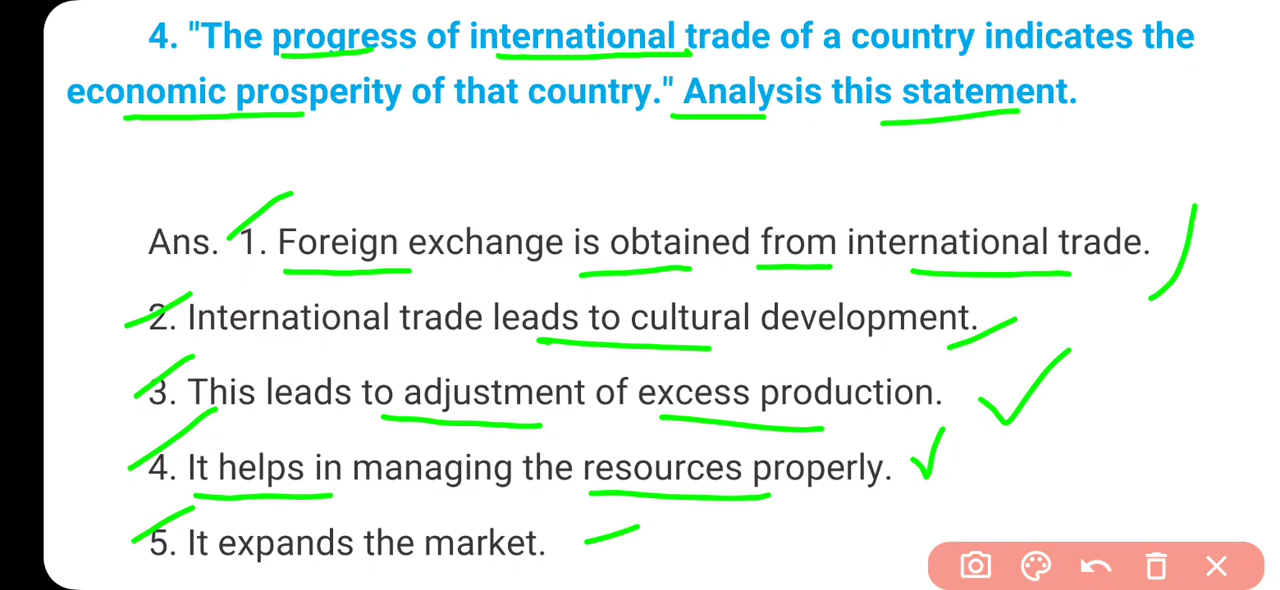 4. "The progress of international trade of a country indicates the
economic prosperity of that country." Analysis this statement.
Ans. 1. Foreign exchange is obtained from international trade.
2. International trade leads to cultural development.
3. This leads to adjustment of excess production.
4. It helps in managing the resources properly.
5. It expands the market.